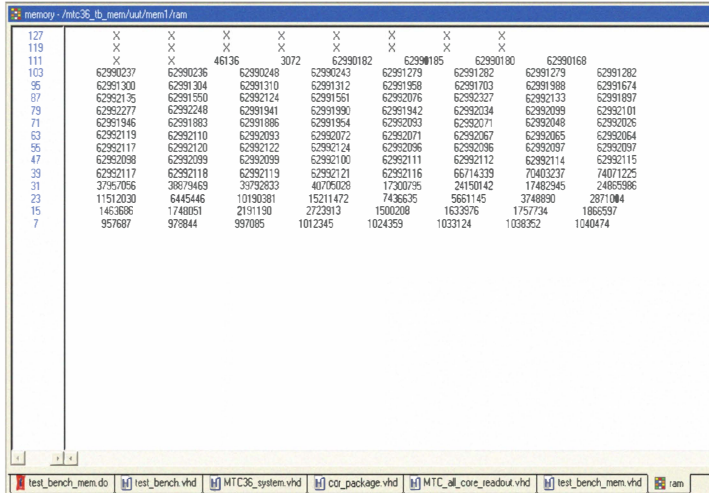 memory - /mtc36_tb_mem/uut/mem1/ram
127 X X X X X X X X
119 X X X X X X X X
111 X X 46136 3072 62990182 62990185 62990180 62990168
103 62990237 62990236 62990248 62990243 62991279 62991282 62991279 62991282
95 62991300 62991304 62991310 62991312 62991958 62991703 62991988 62991674
87 62992135 62991550 62992124 62991561 62992076 62992327 62992133 62991897
79 62992277 62992248 62991941 62991990 62991942 62992034 62992099 62992101
71 62991946 62991883 62991886 62991954 62992093 62992071 62992048 62992026
63 62992119 62992110 62992093 62992072 62992071 62992067 62992065 62992064
55 62992117 62992120 62992122 62992124 62992096 62992096 62992097 62992097
47 62992098 62992099 62992099 62992100 62992111 62992112 62992114 62992115
39 62992117 62992118 62992119 62992121 62992116 66714339 70403237 74071225
31 37957056 38879469 39792833 40705028 17300795 24150142 17482945 24865986
23 11512030 6445446 10190381 15211472 7436635 5661145 3748890 2871004
15 1463686 1748051 2191190 2723913 1500208 1633976 1757734 1866597
7 957687 978844 997085 1012345 1024359 1033124 1038352 1040474
test_bench_mem.do test_bench.vhd MTC36_system.vhd cor_package.vhd MTC_all_core_readout.vhd test_bench_mem.vhd ram